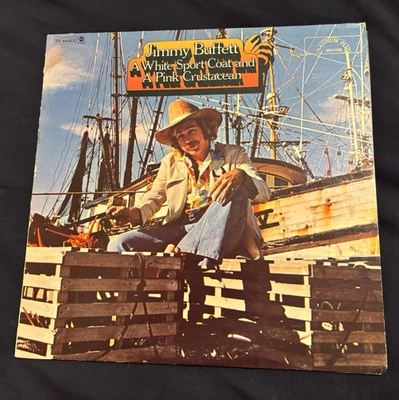 Jimmy Buffett
A White Sport Coat and
A Pink Crustacean